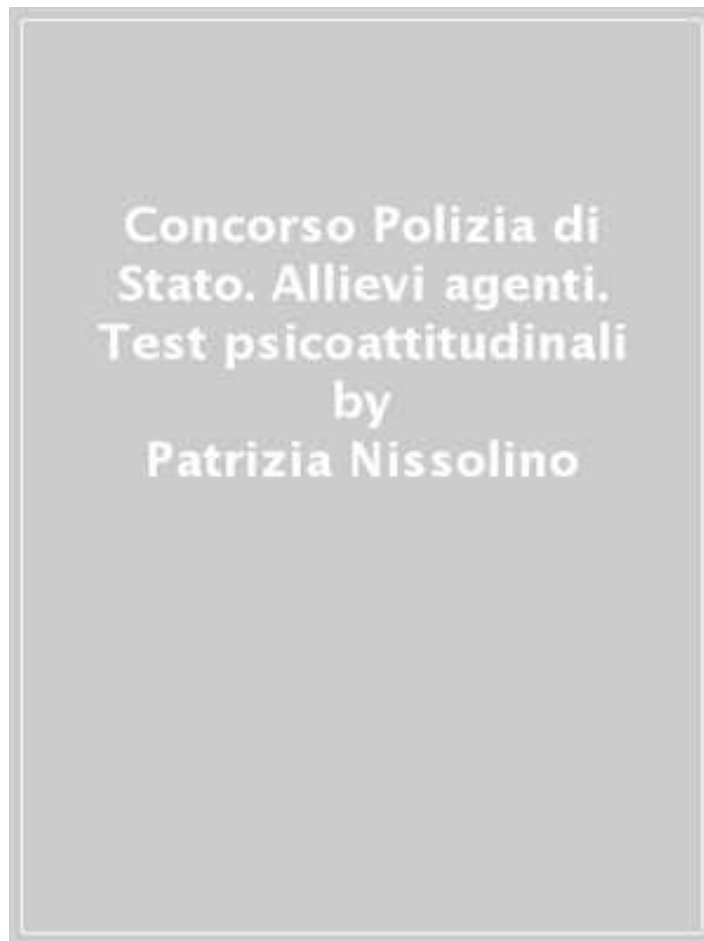 Concorso Polizia di
Stato. Allievi agenti.
Test psicoattitudinali
by
Patrizia Nissolino